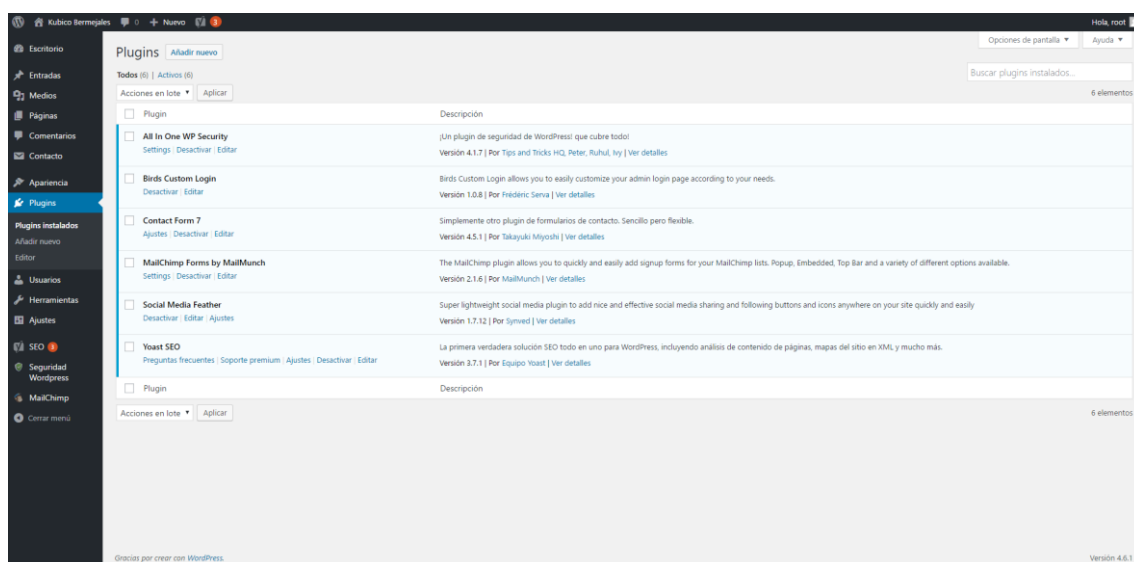 Kubico Bermejales 0 + Nuevo 3 Hola, root
Opciones de pantalla ▼ Ayuda ▼
Escritorio
Entradas
Medios
Páginas
Comentarios
Contacto
Apariencia
Plugins
Plugins instalados
Añadir nuevo
Editor
Usuarios
Herramientas
Ajustes
SEO 3
Seguridad
Wordpress
MailChimp
Cerrar menú
Plugins Añadir nuevo
Todos (6) | Activos (6)
Buscar plugins instalados...
Acciones en lote ▼ Aplicar
6 elementos
Plugin Descripción
All In One WP Security
Settings | Desactivar | Editar
¡Un plugin de seguridad de WordPress! que cubre todo!
Versión 4.1.7 | Por Tips and Tricks HQ, Peter, Ruhul, Ivy | Ver detalles
Birds Custom Login
Desactivar | Editar
Birds Custom Login allows you to easily customize your admin login page according to your needs.
Versión 1.0.8 | Por Frédéric Serva | Ver detalles
Contact Form 7
Ajustes | Desactivar | Editar
Simplemente otro plugin de formularios de contacto. Sencillo pero flexible.
Versión 4.5.1 | Por Takayuki Miyoshi | Ver detalles
MailChimp Forms by MailMunch
Settings | Desactivar | Editar
The MailChimp plugin allows you to quickly and easily add signup forms for your MailChimp lists. Popup, Embedded, Top Bar and a variety of different options available.
Versión 2.1.6 | Por MailMunch | Ver detalles
Social Media Feather
Desactivar | Editar | Ajustes
Super lightweight social media plugin to add nice and effective social media sharing and following buttons and icons anywhere on your site quickly and easily
Versión 1.7.12 | Por Synved | Ver detalles
Yoast SEO
Preguntas frecuentes | Soporte premium | Ajustes | Desactivar | Editar
La primera verdadera solución SEO todo en uno para WordPress, incluyendo análisis de contenido de páginas, mapas del sitio en XML y mucho más.
Versión 3.7.1 | Por Equipo Yoast | Ver detalles
Plugin Descripción
Acciones en lote ▼ Aplicar
6 elementos
Gracias por crear con WordPress.
Versión 4.6.1